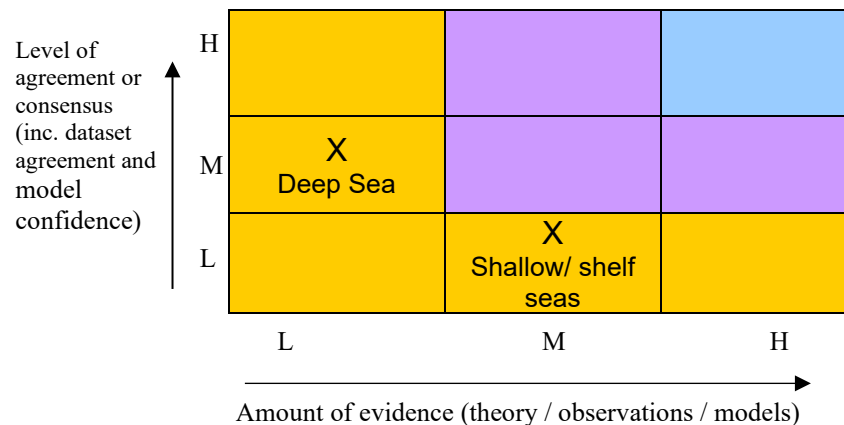 Level of
agreement or
consensus
(inc. dataset
agreement and
model
confidence)
H
M
L
X
Deep Sea
X
Shallow/ shelf
seas
L M H
Amount of evidence (theory / observations / models)